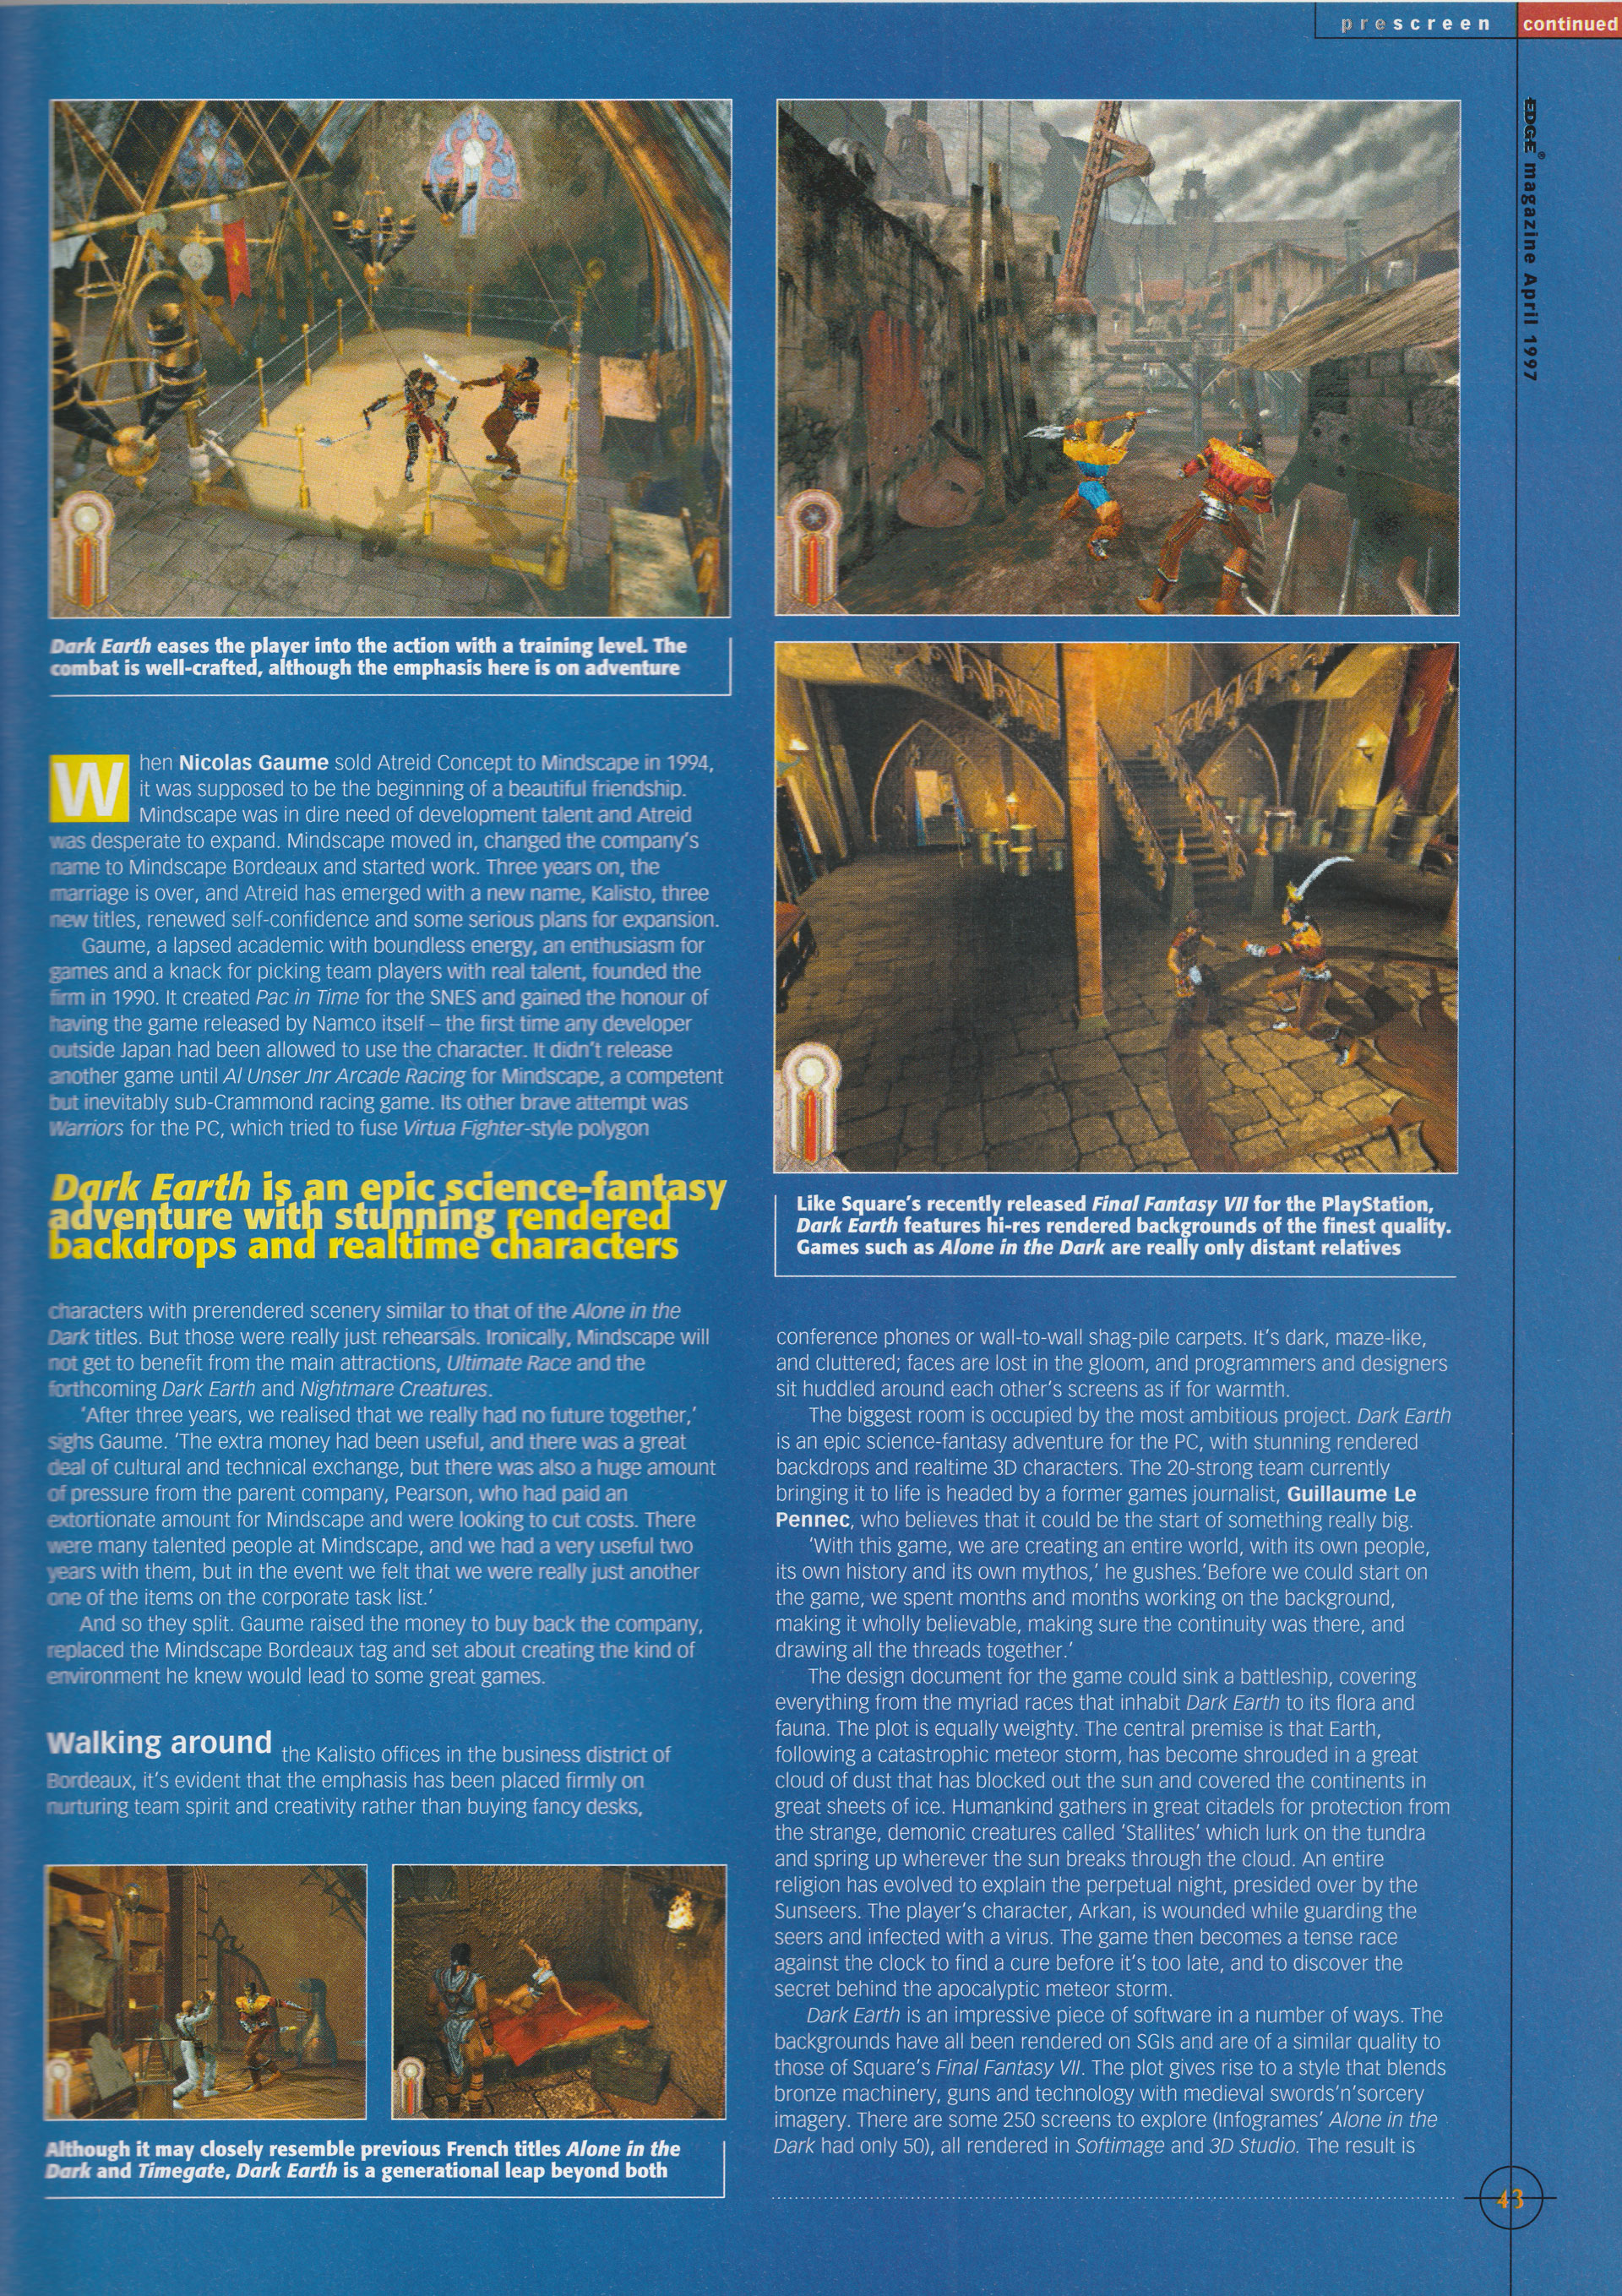 prescreen continued
EDGE® magazine April 1997
Dark Earth eases the player into the action with a training level. The
combat is well-crafted, although the emphasis here is on adventure
When Nicolas Gaume sold Atreid Concept to Mindscape in 1994,
it was supposed to be the beginning of a beautiful friendship.
Mindscape was in dire need of development talent and Atreid
was desperate to expand. Mindscape moved in, changed the company's
name to Mindscape Bordeaux and started work. Three years on, the
marriage is over, and Atreid has emerged with a new name, Kalisto, three
new titles, renewed self-confidence and some serious plans for expansion.
Gaume, a lapsed academic with boundless energy, an enthusiasm for
games and a knack for picking team players with real talent, founded the
firm in 1990. It created Pac in Time for the SNES and gained the honour of
having the game released by Namco itself – the first time any developer
outside Japan had been allowed to use the character. It didn't release
another game until Al Unser Jnr Arcade Racing for Mindscape, a competent
but inevitably sub-Crammond racing game. Its other brave attempt was
Warriors for the PC, which tried to fuse Virtua Fighter-style polygon
Dark Earth is an epic science-fantasy
adventure with stunning rendered
backdrops and realtime characters
characters with prerendered scenery similar to that of the Alone in the
Dark titles. But those were really just rehearsals. Ironically, Mindscape will
not get to benefit from the main attractions, Ultimate Race and the
forthcoming Dark Earth and Nightmare Creatures.
'After three years, we realised that we really had no future together,'
sighs Gaume. 'The extra money had been useful, and there was a great
deal of cultural and technical exchange, but there was also a huge amount
of pressure from the parent company, Pearson, who had paid an
extortionate amount for Mindscape and were looking to cut costs. There
were many talented people at Mindscape, and we had a very useful two
years with them, but in the event we felt that we were really just another
one of the items on the corporate task list.'
And so they split. Gaume raised the money to buy back the company,
replaced the Mindscape Bordeaux tag and set about creating the kind of
environment he knew would lead to some great games.
Walking around the Kalisto offices in the business district of
Bordeaux, it's evident that the emphasis has been placed firmly on
nurturing team spirit and creativity rather than buying fancy desks,
Although it may closely resemble previous French titles Alone in the
Dark and Timegate, Dark Earth is a generational leap beyond both
Like Square's recently released Final Fantasy VII for the PlayStation,
Dark Earth features hi-res rendered backgrounds of the finest quality.
Games such as Alone in the Dark are really only distant relatives
conference phones or wall-to-wall shag-pile carpets. It's dark, maze-like,
and cluttered; faces are lost in the gloom, and programmers and designers
sit huddled around each other's screens as if for warmth.
The biggest room is occupied by the most ambitious project. Dark Earth
is an epic science-fantasy adventure for the PC, with stunning rendered
backdrops and realtime 3D characters. The 20-strong team currently
bringing it to life is headed by a former games journalist, Guillaume Le
Pennec, who believes that it could be the start of something really big.
'With this game, we are creating an entire world, with its own people,
its own history and its own mythos,' he gushes.'Before we could start on
the game, we spent months and months working on the background,
making it wholly believable, making sure the continuity was there, and
drawing all the threads together.'
The design document for the game could sink a battleship, covering
everything from the myriad races that inhabit Dark Earth to its flora and
fauna. The plot is equally weighty. The central premise is that Earth,
following a catastrophic meteor storm, has become shrouded in a great
cloud of dust that has blocked out the sun and covered the continents in
great sheets of ice. Humankind gathers in great citadels for protection from
the strange, demonic creatures called 'Stallites' which lurk on the tundra
and spring up wherever the sun breaks through the cloud. An entire
religion has evolved to explain the perpetual night, presided over by the
Sunseers. The player's character, Arkan, is wounded while guarding the
seers and infected with a virus. The game then becomes a tense race
against the clock to find a cure before it's too late, and to discover the
secret behind the apocalyptic meteor storm.
Dark Earth is an impressive piece of software in a number of ways. The
backgrounds have all been rendered on SGIs and are of a similar quality to
those of Square's Final Fantasy VII. The plot gives rise to a style that blends
bronze machinery, guns and technology with medieval swords'n'sorcery
imagery. There are some 250 screens to explore (Infogrames' Alone in the
Dark had only 50), all rendered in Softimage and 3D Studio. The result is
43